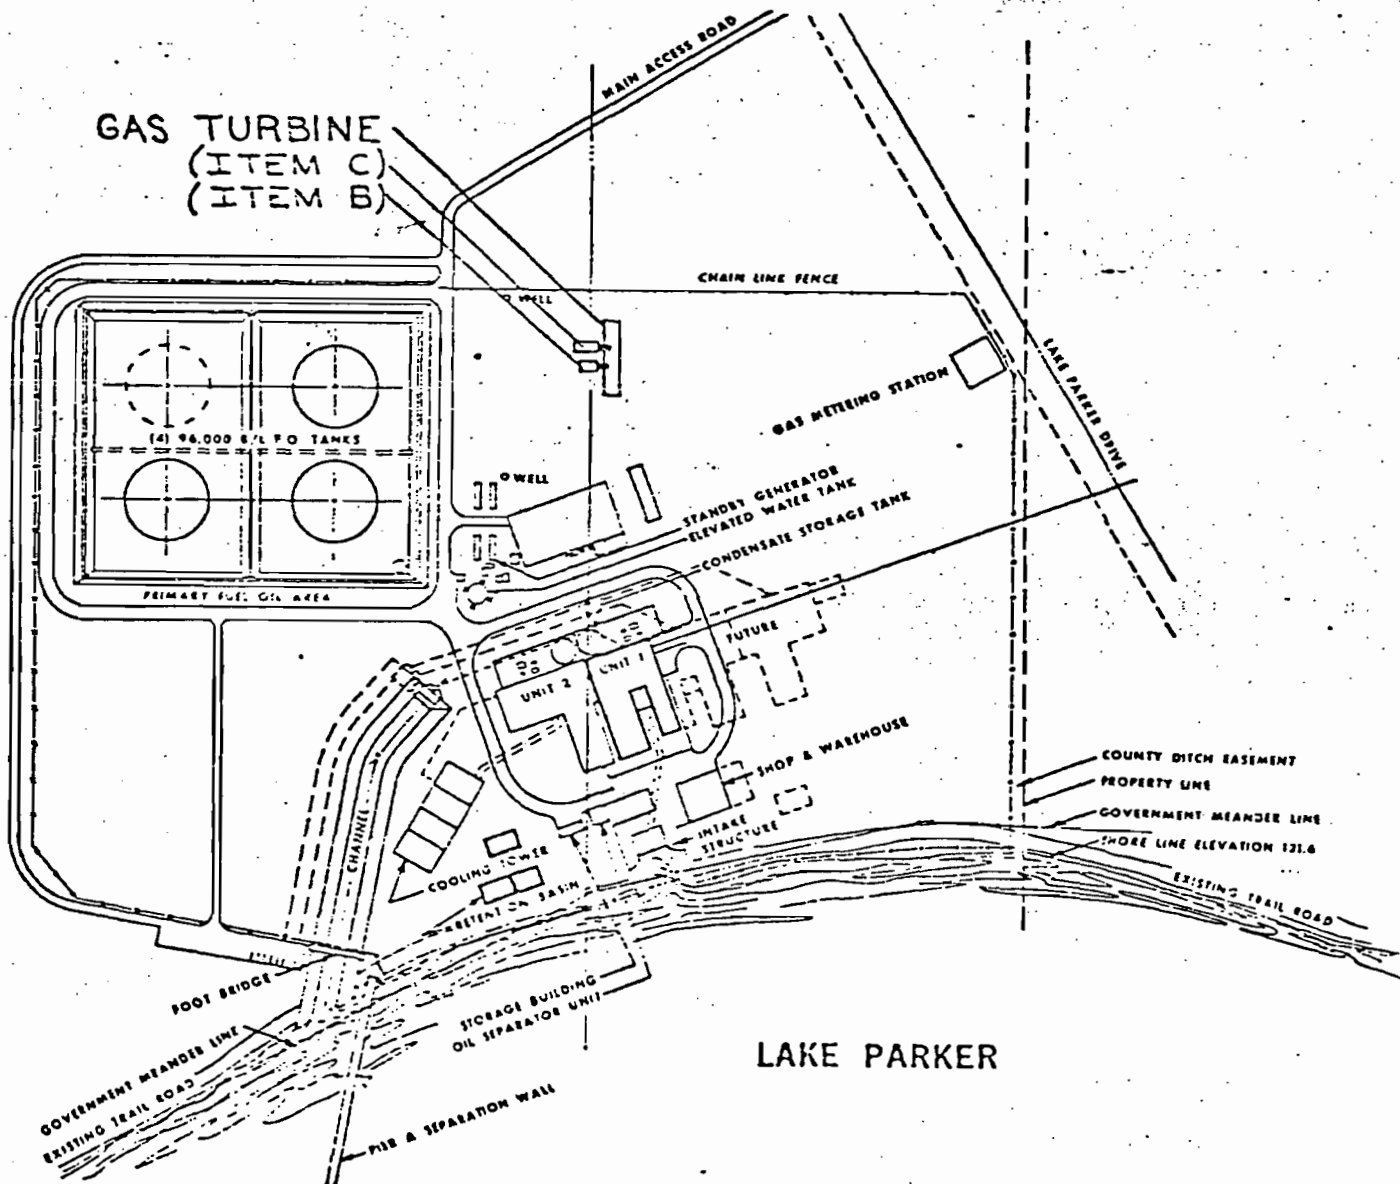 MAIN ACCESS ROAD
GAS TURBINE
(ITEM C)
(ITEM B)
CHAIN LINK FENCE
WELL
LAKE PARKER DRIVE
GAS METERING STATION
(4) 96,000 TANKS
WELL
STANDBY GENERATOR
ELEVATED WATER TANK
CONDENSATE STORAGE TANK
PRIMARY FUEL OIL AREA
FUTURE
UNIT 1
UNIT 2
SHOP & WAREHOUSE
COUNTY DITCH EASEMENT
PROPERTY LINE
GOVERNMENT MEANDER LINE
SHORE LINE ELEVATION 131.6
CHANNEL
INTAKE
STRUCTURE
COOLING TOWER
RETENTION BASIN
EXISTING TRAIL ROAD
FOOT BRIDGE
STORAGE BUILDING
OIL SEPARATOR UNIT
GOVERNMENT MEANDER LINE
EXISTING TRAIL ROAD
LAKE PARKER
PIER & SEPARATION WALL